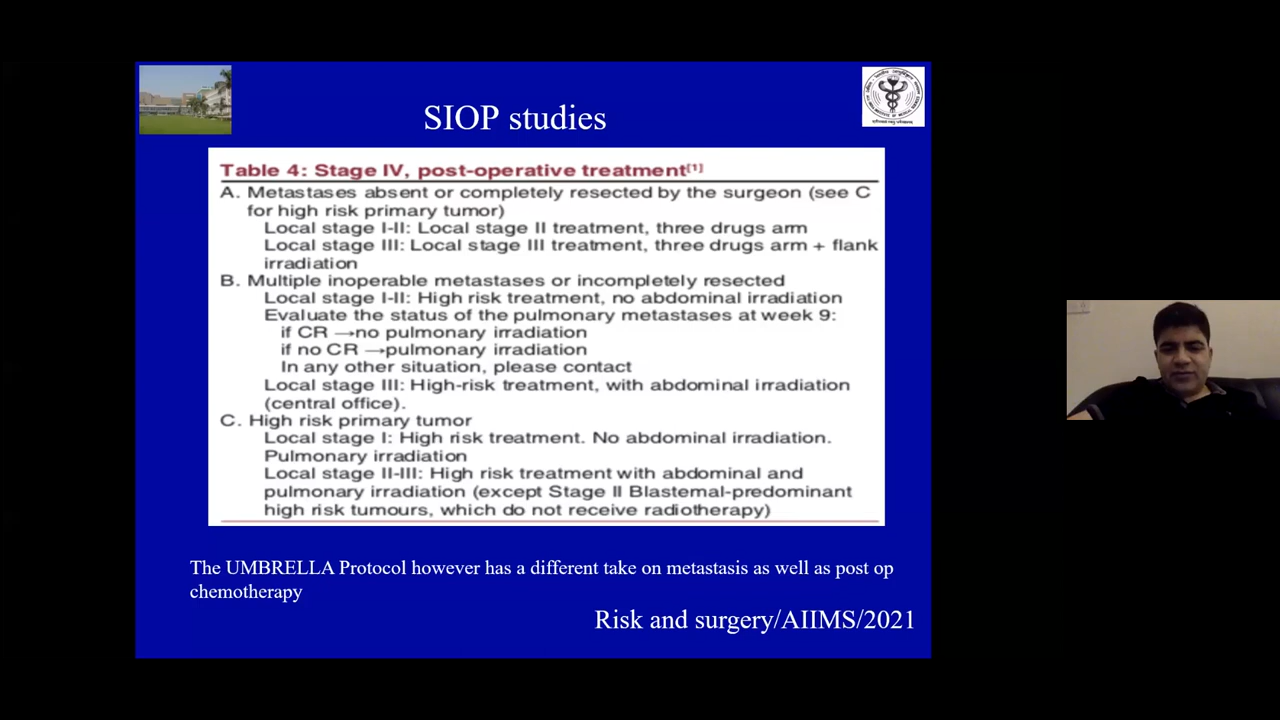 SIOP studies
Table 4: Stage IV, post-operative treatment[1]
A. Metastases absent or completely resected by the surgeon (see C
for high risk primary tumor)
Local stage I-II: Local stage II treatment, three drugs arm
Local stage III: Local stage III treatment, three drugs arm + flank
irradiation
B. Multiple inoperable metastases or incompletely resected
Local stage I-II: High risk treatment, no abdominal irradiation
Evaluate the status of the pulmonary metastases at week 9:
if CR →no pulmonary irradiation
if no CR →pulmonary irradiation
In any other situation, please contact
Local stage III: High-risk treatment, with abdominal irradiation
(central office).
C. High risk primary tumor
Local stage I: High risk treatment. No abdominal irradiation.
Pulmonary irradiation
Local stage II-III: High risk treatment with abdominal and
pulmonary irradiation (except Stage II Blastemal-predominant
high risk tumours, which do not receive radiotherapy)
The UMBRELLA Protocol however has a different take on metastasis as well as post op
chemotherapy
Risk and surgery/AIIMS/2021